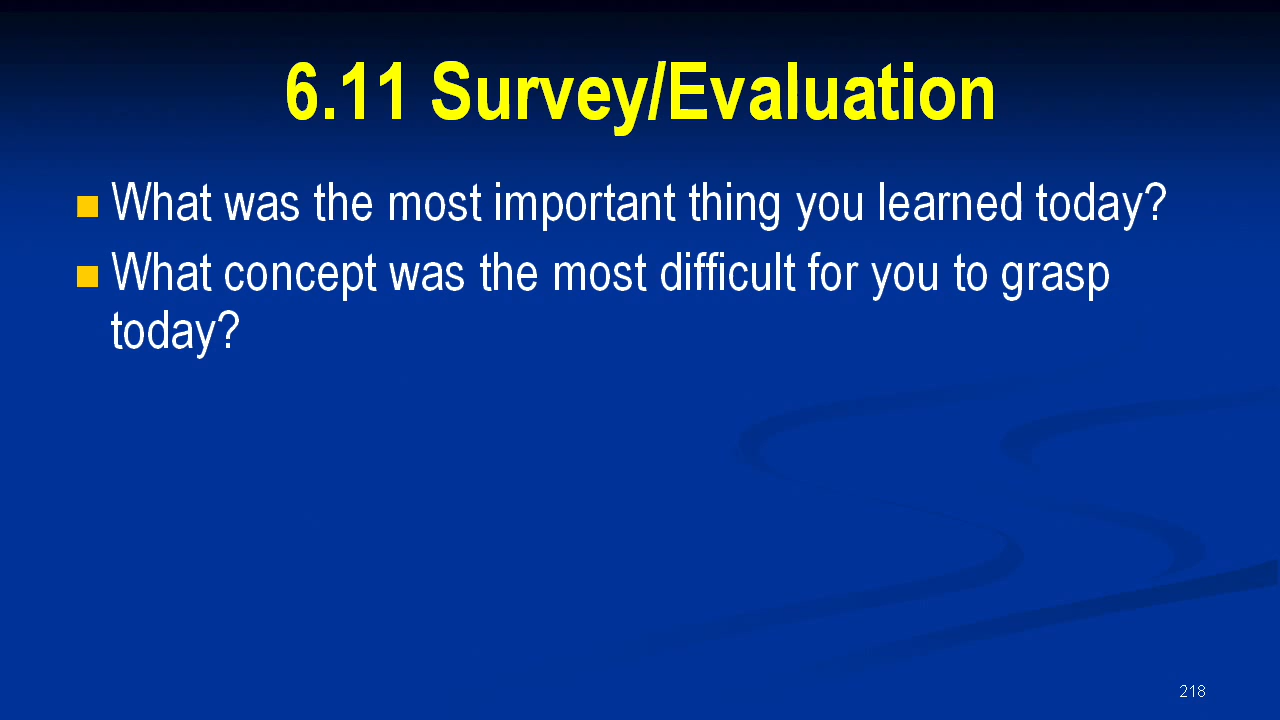 6.11 Survey/Evaluation
What was the most important thing you learned today?
What concept was the most difficult for you to grasp
today?
218